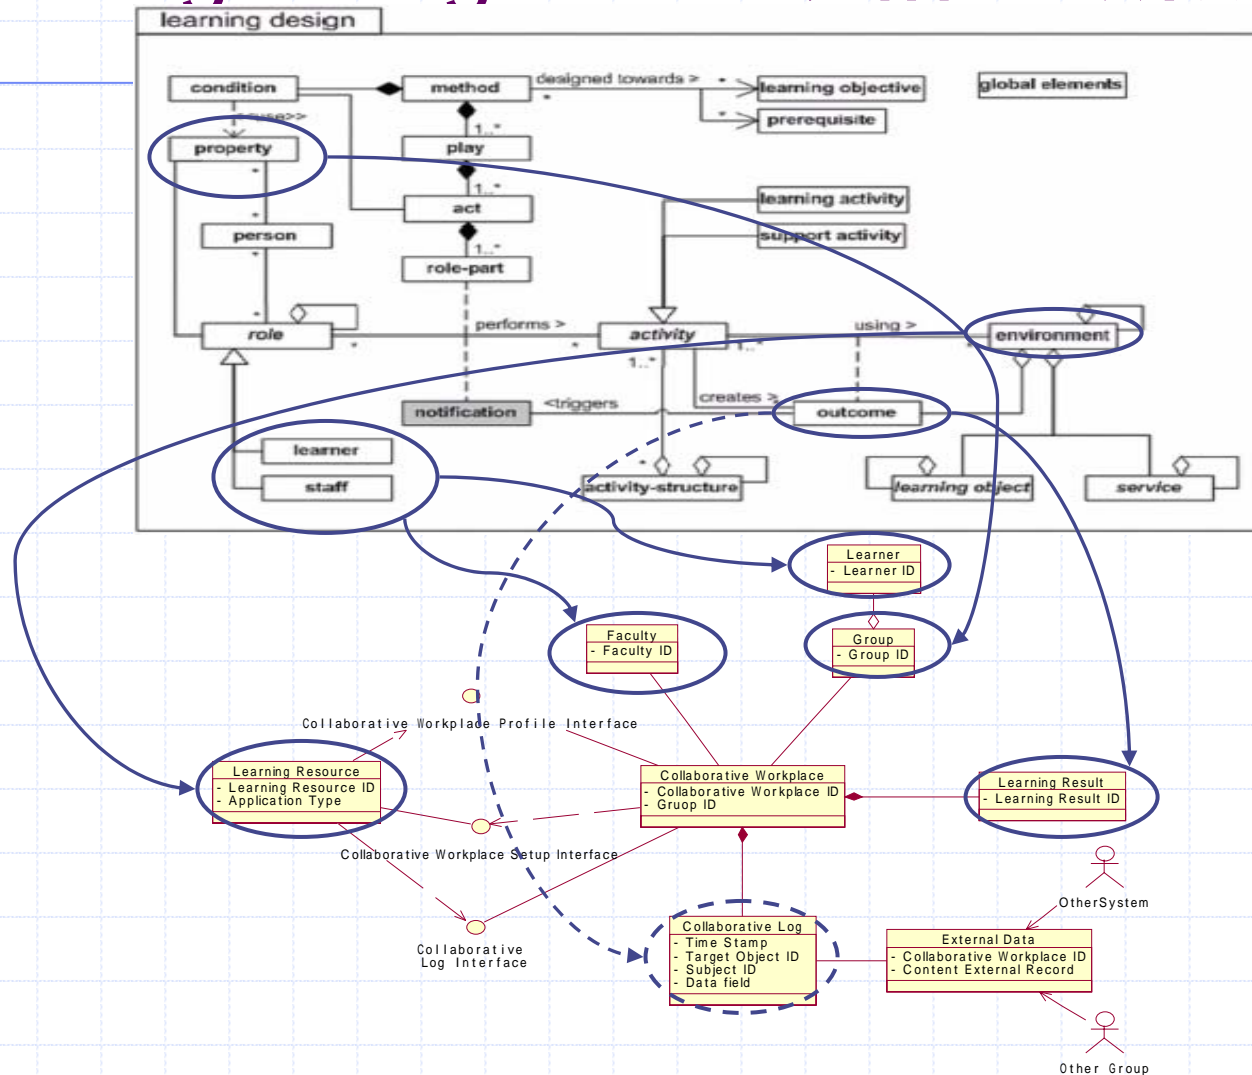 learning design
condition
method
designed towards >
*
*
learning objective
global elements
<<use>>
*
prerequisite
1..*
property
play
*
1..*
learning activity
act
*
support activity
person
*
1..*
role-part
*
role
performs >
activity
using >
environment
*
*
1..*
*
1..*
notification
<triggers
creates >
*
outcome
learner
*
staff
activity-structure
learning object
service
Learner
- Learner ID
Faculty
- Faculty ID
Group
- Group ID
Collaborative Workplace Profile Interface
Learning Resource
- Learning Resource ID
- Application Type
Collaborative Workplace
- Collaborative Workplace ID
- Gruop ID
Learning Result
- Learning Result ID
Collaborative Workplace Setup Interface
OtherSystem
Collaborative
Log Interface
Collaborative Log
- Time Stamp
- Target Object ID
- Subject ID
- Data field
External Data
- Collaborative Workplace ID
- Content External Record
Other Group